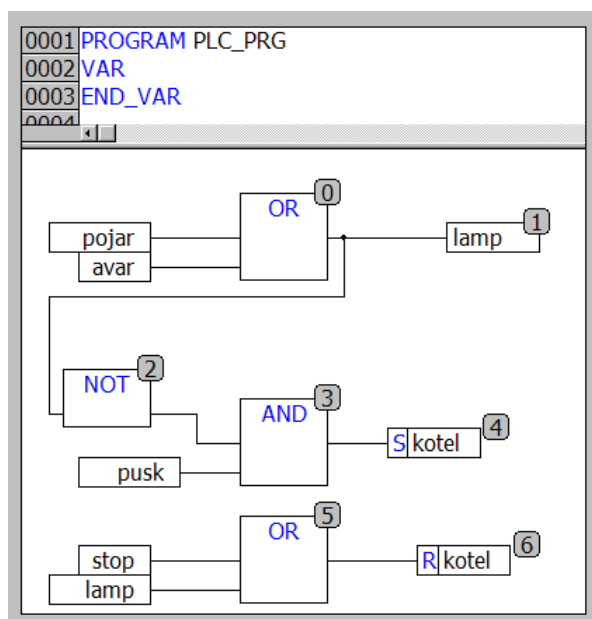 0001 PROGRAM PLC_PRG
0002 VAR
0003 END_VAR
0004
OR 0
pojar
avar
lamp 1
NOT 2
AND 3
pusk
S kotel 4
OR 5
stop
lamp
R kotel 6